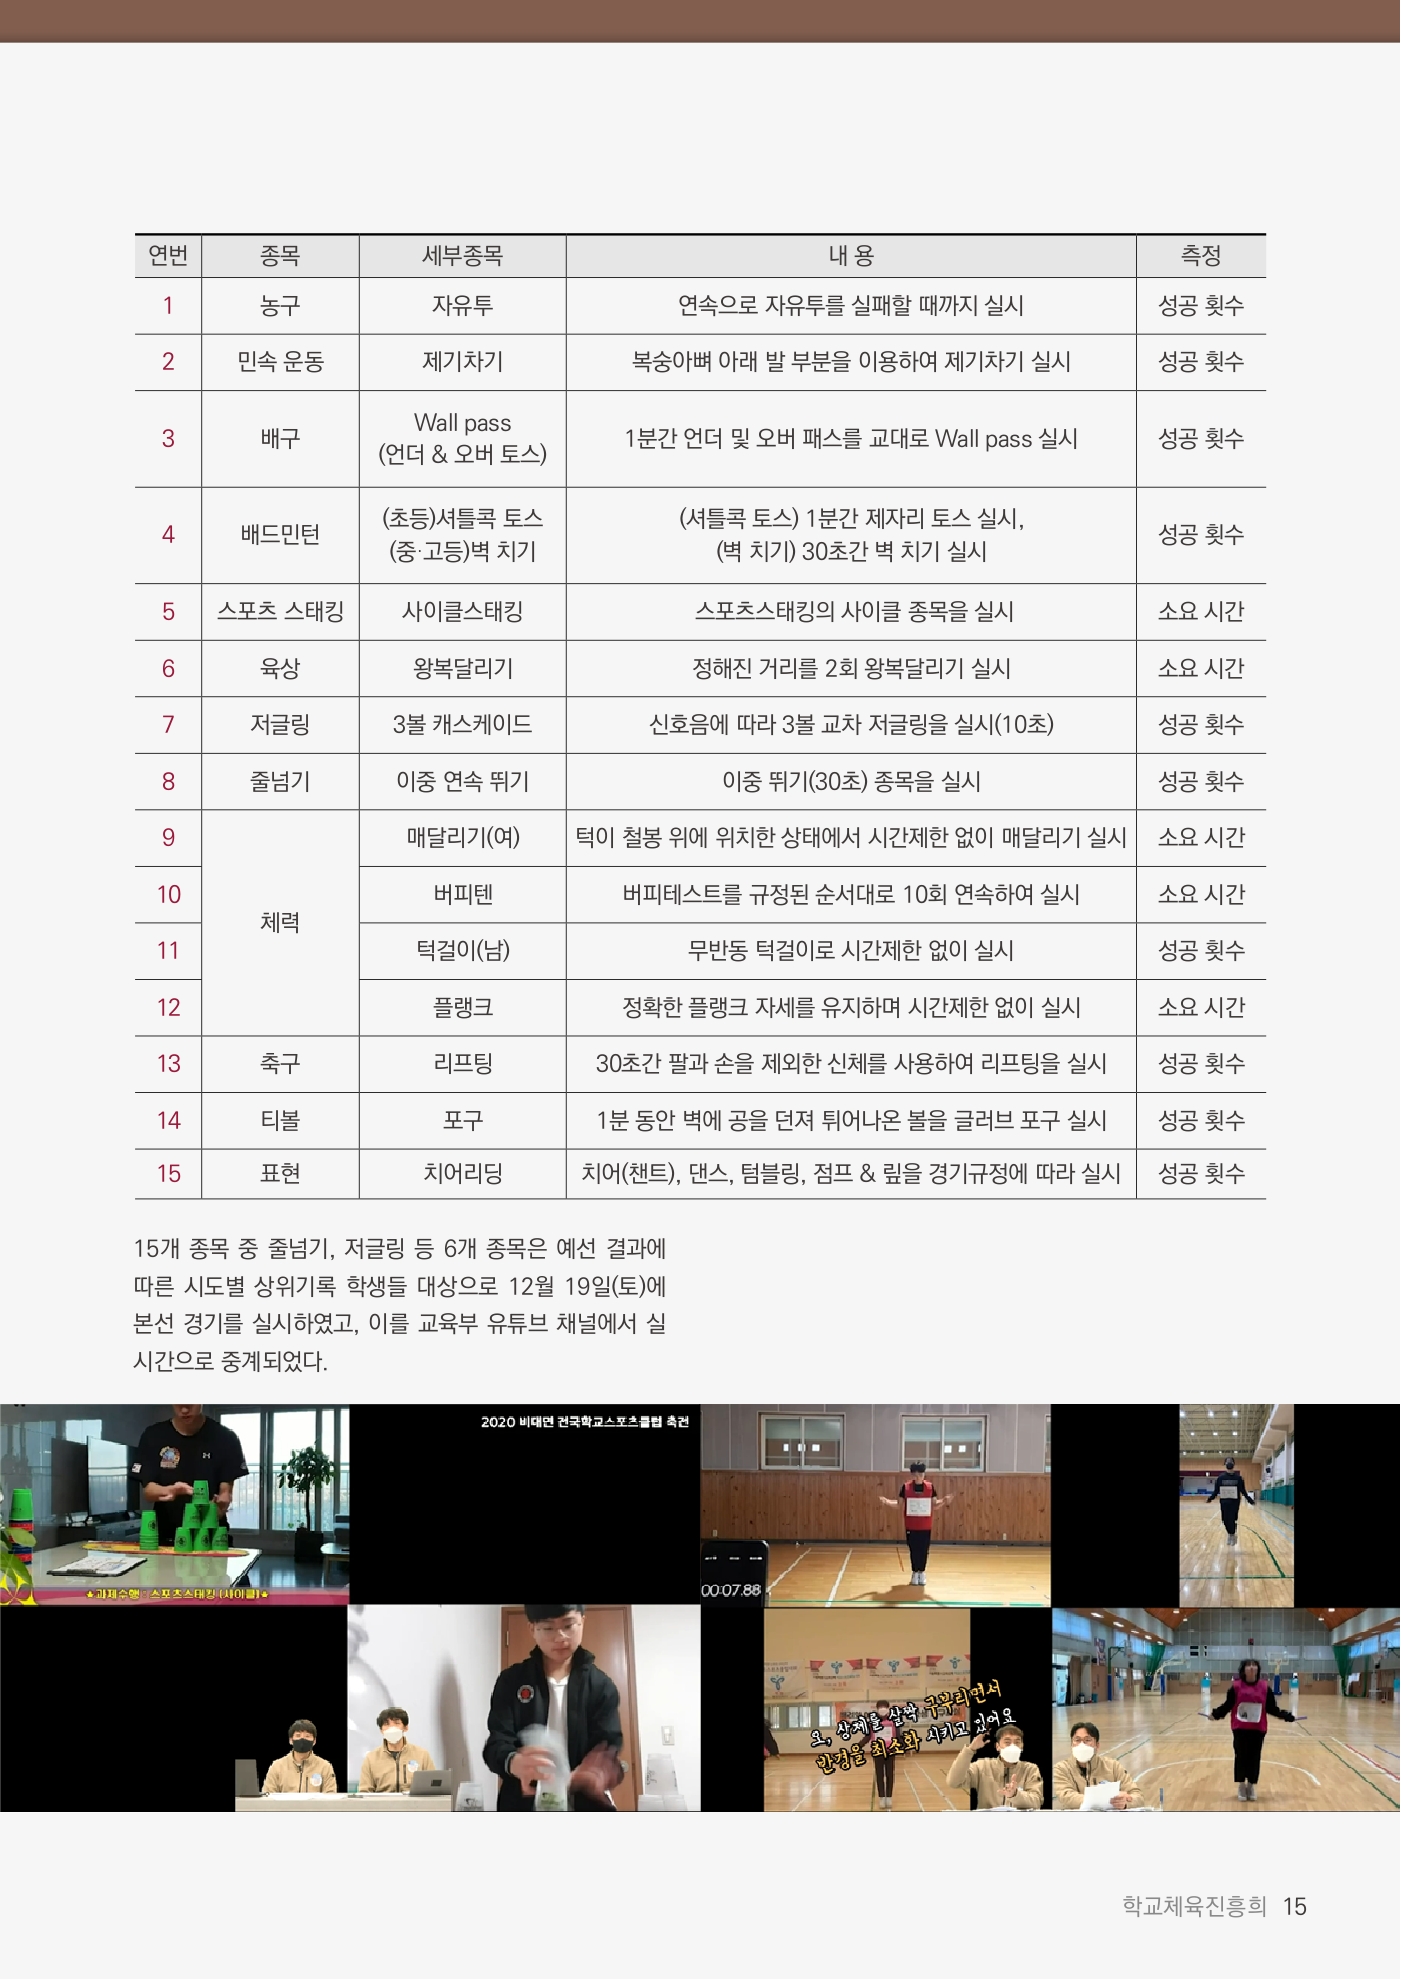 연번 종목 세부종목 내 용 측정
1 농구 자유투 연속으로 자유투를 실패할 때까지 실시 성공 횟수
2 민속 운동 제기차기 복숭아뼈 아래 발 부분을 이용하여 제기차기 실시 성공 횟수
3 배구 Wall pass
(언더 & 오버 토스) 1분간 언더 및 오버 패스를 교대로 Wall pass 실시 성공 횟수
4 배드민턴 (초등)셔틀콕 토스
(중·고등)벽 치기 (셔틀콕 토스) 1분간 제자리 토스 실시,
(벽 치기) 30초간 벽 치기 실시 성공 횟수
5 스포츠 스태킹 사이클스태킹 스포츠스태킹의 사이클 종목을 실시 소요 시간
6 육상 왕복달리기 정해진 거리를 2회 왕복달리기 실시 소요 시간
7 저글링 3볼 캐스케이드 신호음에 따라 3볼 교차 저글링을 실시(10초) 성공 횟수
8 줄넘기 이중 연속 뛰기 이중 뛰기(30초) 종목을 실시 성공 횟수
9 체력 매달리기(여) 턱이 철봉 위에 위치한 상태에서 시간제한 없이 매달리기 실시 소요 시간
10 버피텐 버피테스트를 규정된 순서대로 10회 연속하여 실시 소요 시간
11 턱걸이(남) 무반동 턱걸이로 시간제한 없이 실시 성공 횟수
12 플랭크 정확한 플랭크 자세를 유지하며 시간제한 없이 실시 소요 시간
13 축구 리프팅 30초간 팔과 손을 제외한 신체를 사용하여 리프팅을 실시 성공 횟수
14 티볼 포구 1분 동안 벽에 공을 던져 튀어나온 볼을 글러브 포구 실시 성공 횟수
15 표현 치어리딩 치어(챈트), 댄스, 텀블링, 점프 & 맆을 경기규정에 따라 실시 성공 횟수
15개 종목 중 줄넘기, 저글링 등 6개 종목은 예선 결과에
따른 시도별 상위기록 학생들 대상으로 12월 19일(토)에
본선 경기를 실시하였고, 이를 교육부 유튜브 채널에서 실
시간으로 중계되었다.
2020 비대면 전국학교스포츠클럽 축전
★과제수행 : 스포츠스태킹 (사이클)★
00:07.88
오, 상체를 살짝 구부리면서
반경을 최소화 시키고 있어요
학교체육진흥회 15